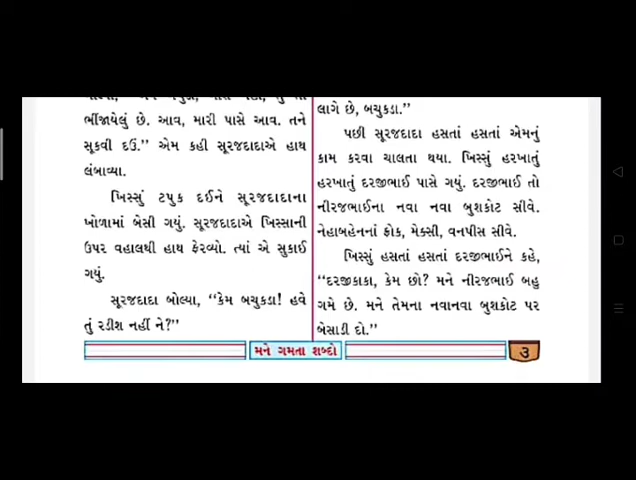 ભીંજાયેલું છે. આવ, મારી પાસે આવ. તને
સૂકવી દઉં.” એમ કહી સૂરજદાદાએ હાથ
લંબાવ્યા.
ખિસ્સું ટપુક દઈને સૂરજદાદાના
ખોળામાં બેસી ગયું. સૂરજદાદાએ ખિસ્સાની
ઉપર વહાલથી હાથ ફેરવ્યો. ત્યાં એ સુકાઈ
ગયું.
સૂરજદાદા બોલ્યા, “કેમ બચુકડા! હવે
તું રડીશ નહીં ને?”
લાગે છે, બચુકડા.”
પછી સૂરજદાદા હસતાં હસતાં એમનું
કામ કરવા ચાલતા થયા. ખિસ્સું હરખાતું
હરખાતું દરજીભાઈ પાસે ગયું. દરજીભાઈ તો
નીરજભાઈના નવા નવા બુશકોટ સીવે.
નેહાબહેનનાં ફ્રોક, મેક્સી, વનપીસ સીવે.
ખિસ્સું હસતાં હસતાં દરજીભાઈને કહે,
“દરજીકાકા, કેમ છો? મને નીરજભાઈ બહુ
ગમે છે. મને તેમના નવાનવા બુશકોટ પર
બેસાડી દો.”
મને ગમતા શબ્દો
૩